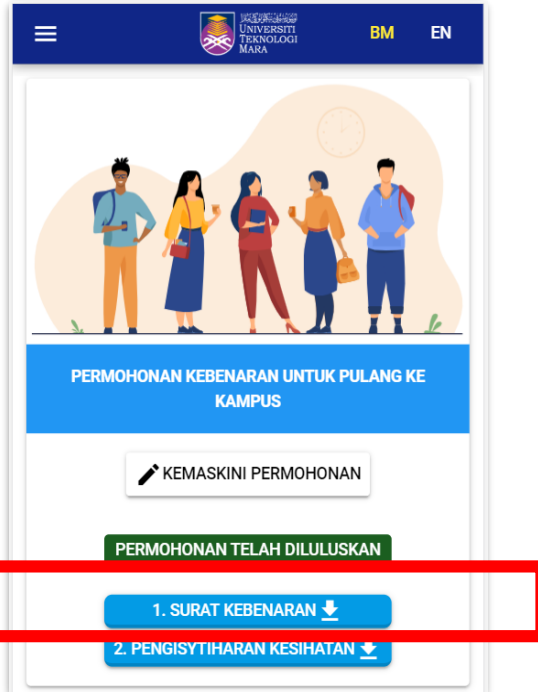 UNIVERSITI
TEKNOLOGI
MARA
BM EN
PERMOHONAN KEBENARAN UNTUK PULANG KE
KAMPUS
KEMASKINI PERMOHONAN
PERMOHONAN TELAH DILULUSKAN
1. SURAT KEBENARAN
2. PENGISYTIHARAN KESIHATAN